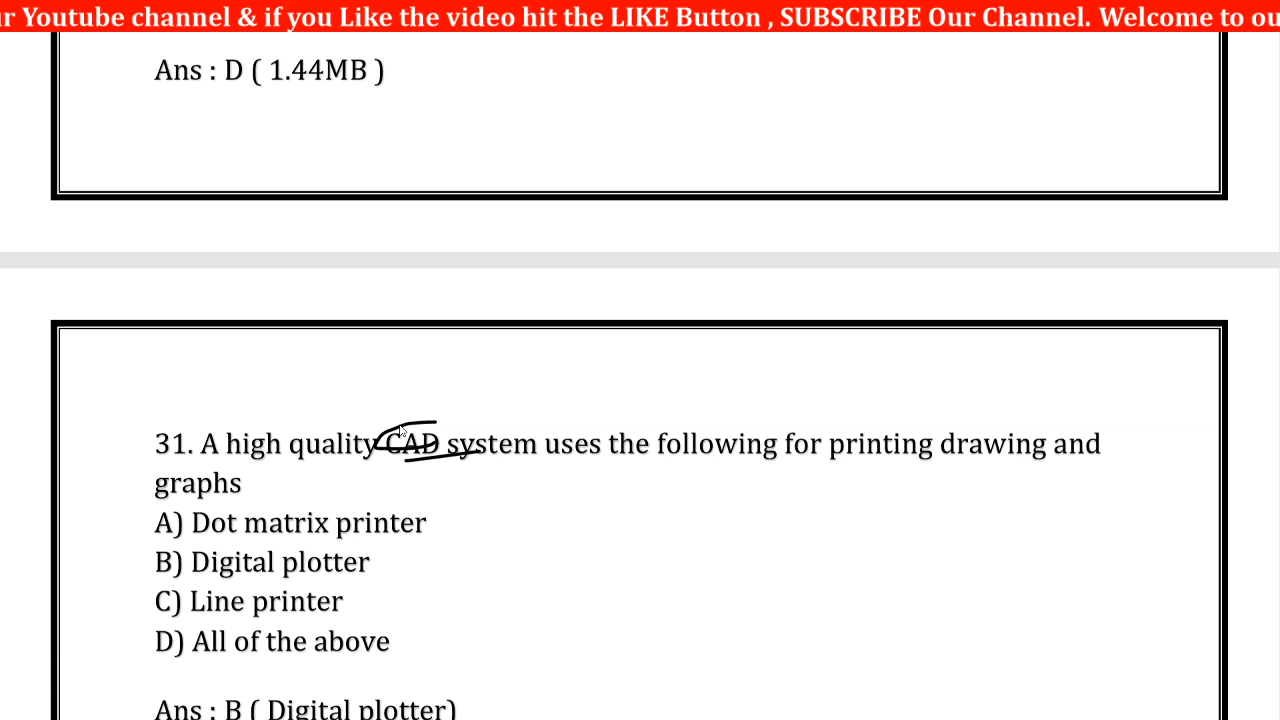 ur Youtube channel & if you Like the video hit the LIKE Button , SUBSCRIBE Our Channel. Welcome to ou
Ans : D ( 1.44MB )
31. A high quality CAD system uses the following for printing drawing and
graphs
A) Dot matrix printer
B) Digital plotter
C) Line printer
D) All of the above
Ans : B ( Digital plotter)